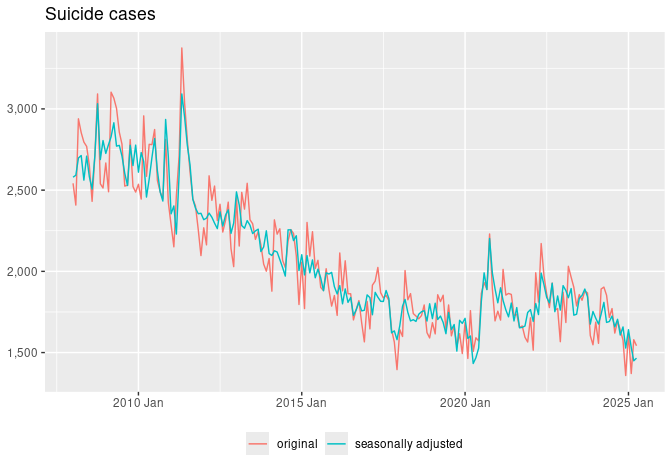 Suicide cases
3,000
2,500
2,000
1,500
2010 Jan 2015 Jan 2020 Jan 2025 Jan
original seasonally adjusted